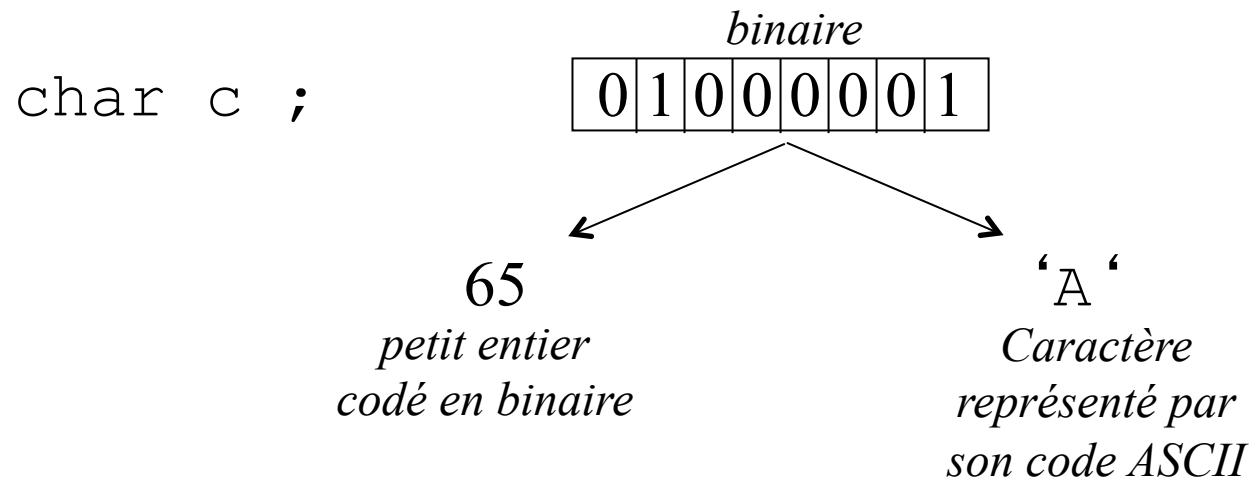 binaire
char c ;
0 1 0 0 0 0 0 1
65
‘A‘
petit entier
codé en binaire
Caractère
représenté par
son code ASCII